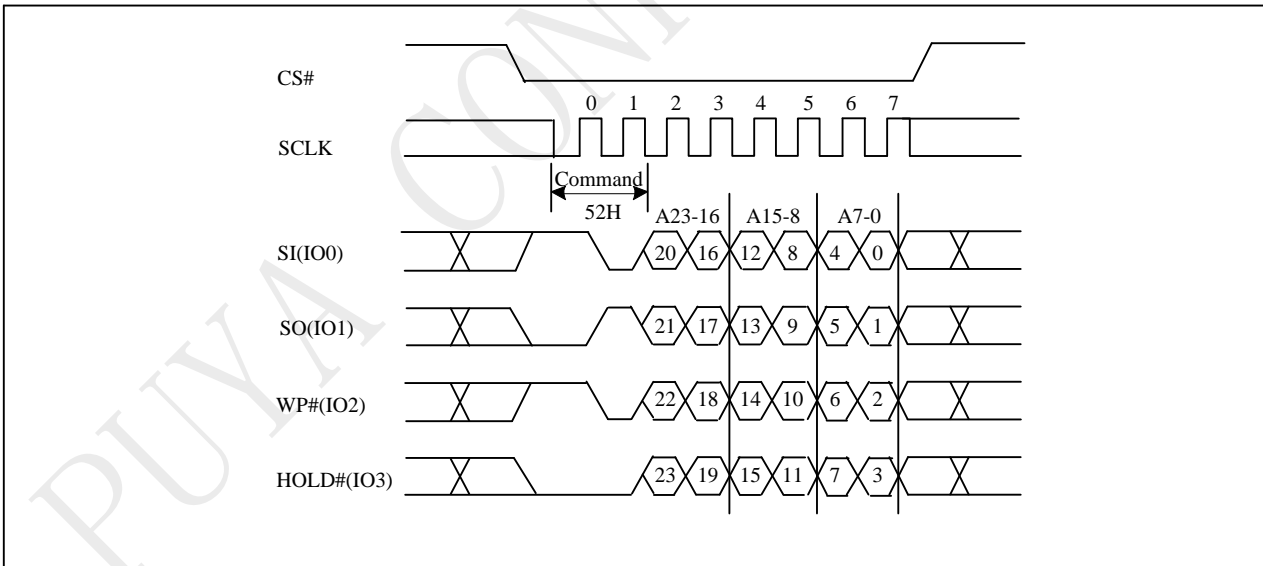 CS#
0 1 2 3 4 5 6 7
SCLK
Command
52H
A23-16 A15-8 A7-0
SI(IO0) 20 16 12 8 4 0
SO(IO1) 21 17 13 9 5 1
WP#(IO2) 22 18 14 10 6 2
HOLD#(IO3) 23 19 15 11 7 3
PUYA